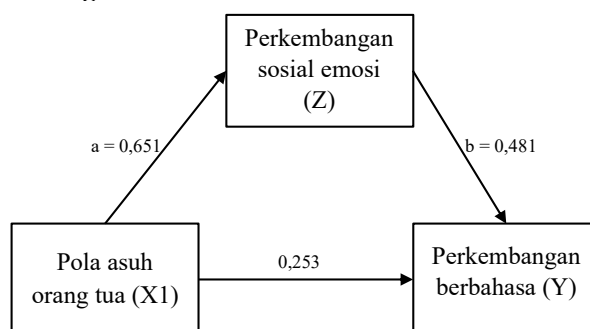 Perkembangan
sosial emosi
(Z)
a = 0,651
b = 0,481
Pola asuh
orang tua (X1)
0,253
Perkembangan
berbahasa (Y)